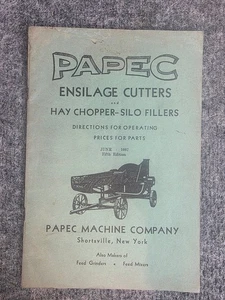 PAPEC
ENSILAGE CUTTERS
AND
HAY CHOPPER-SILO FILLERS
DIRECTIONS FOR OPERATING
PRICES FOR PARTS
Edition
PAPEC MACHINE COMPANY
Shortsville, New York
Also Makers of
Feed Grinders • Feed Mixers